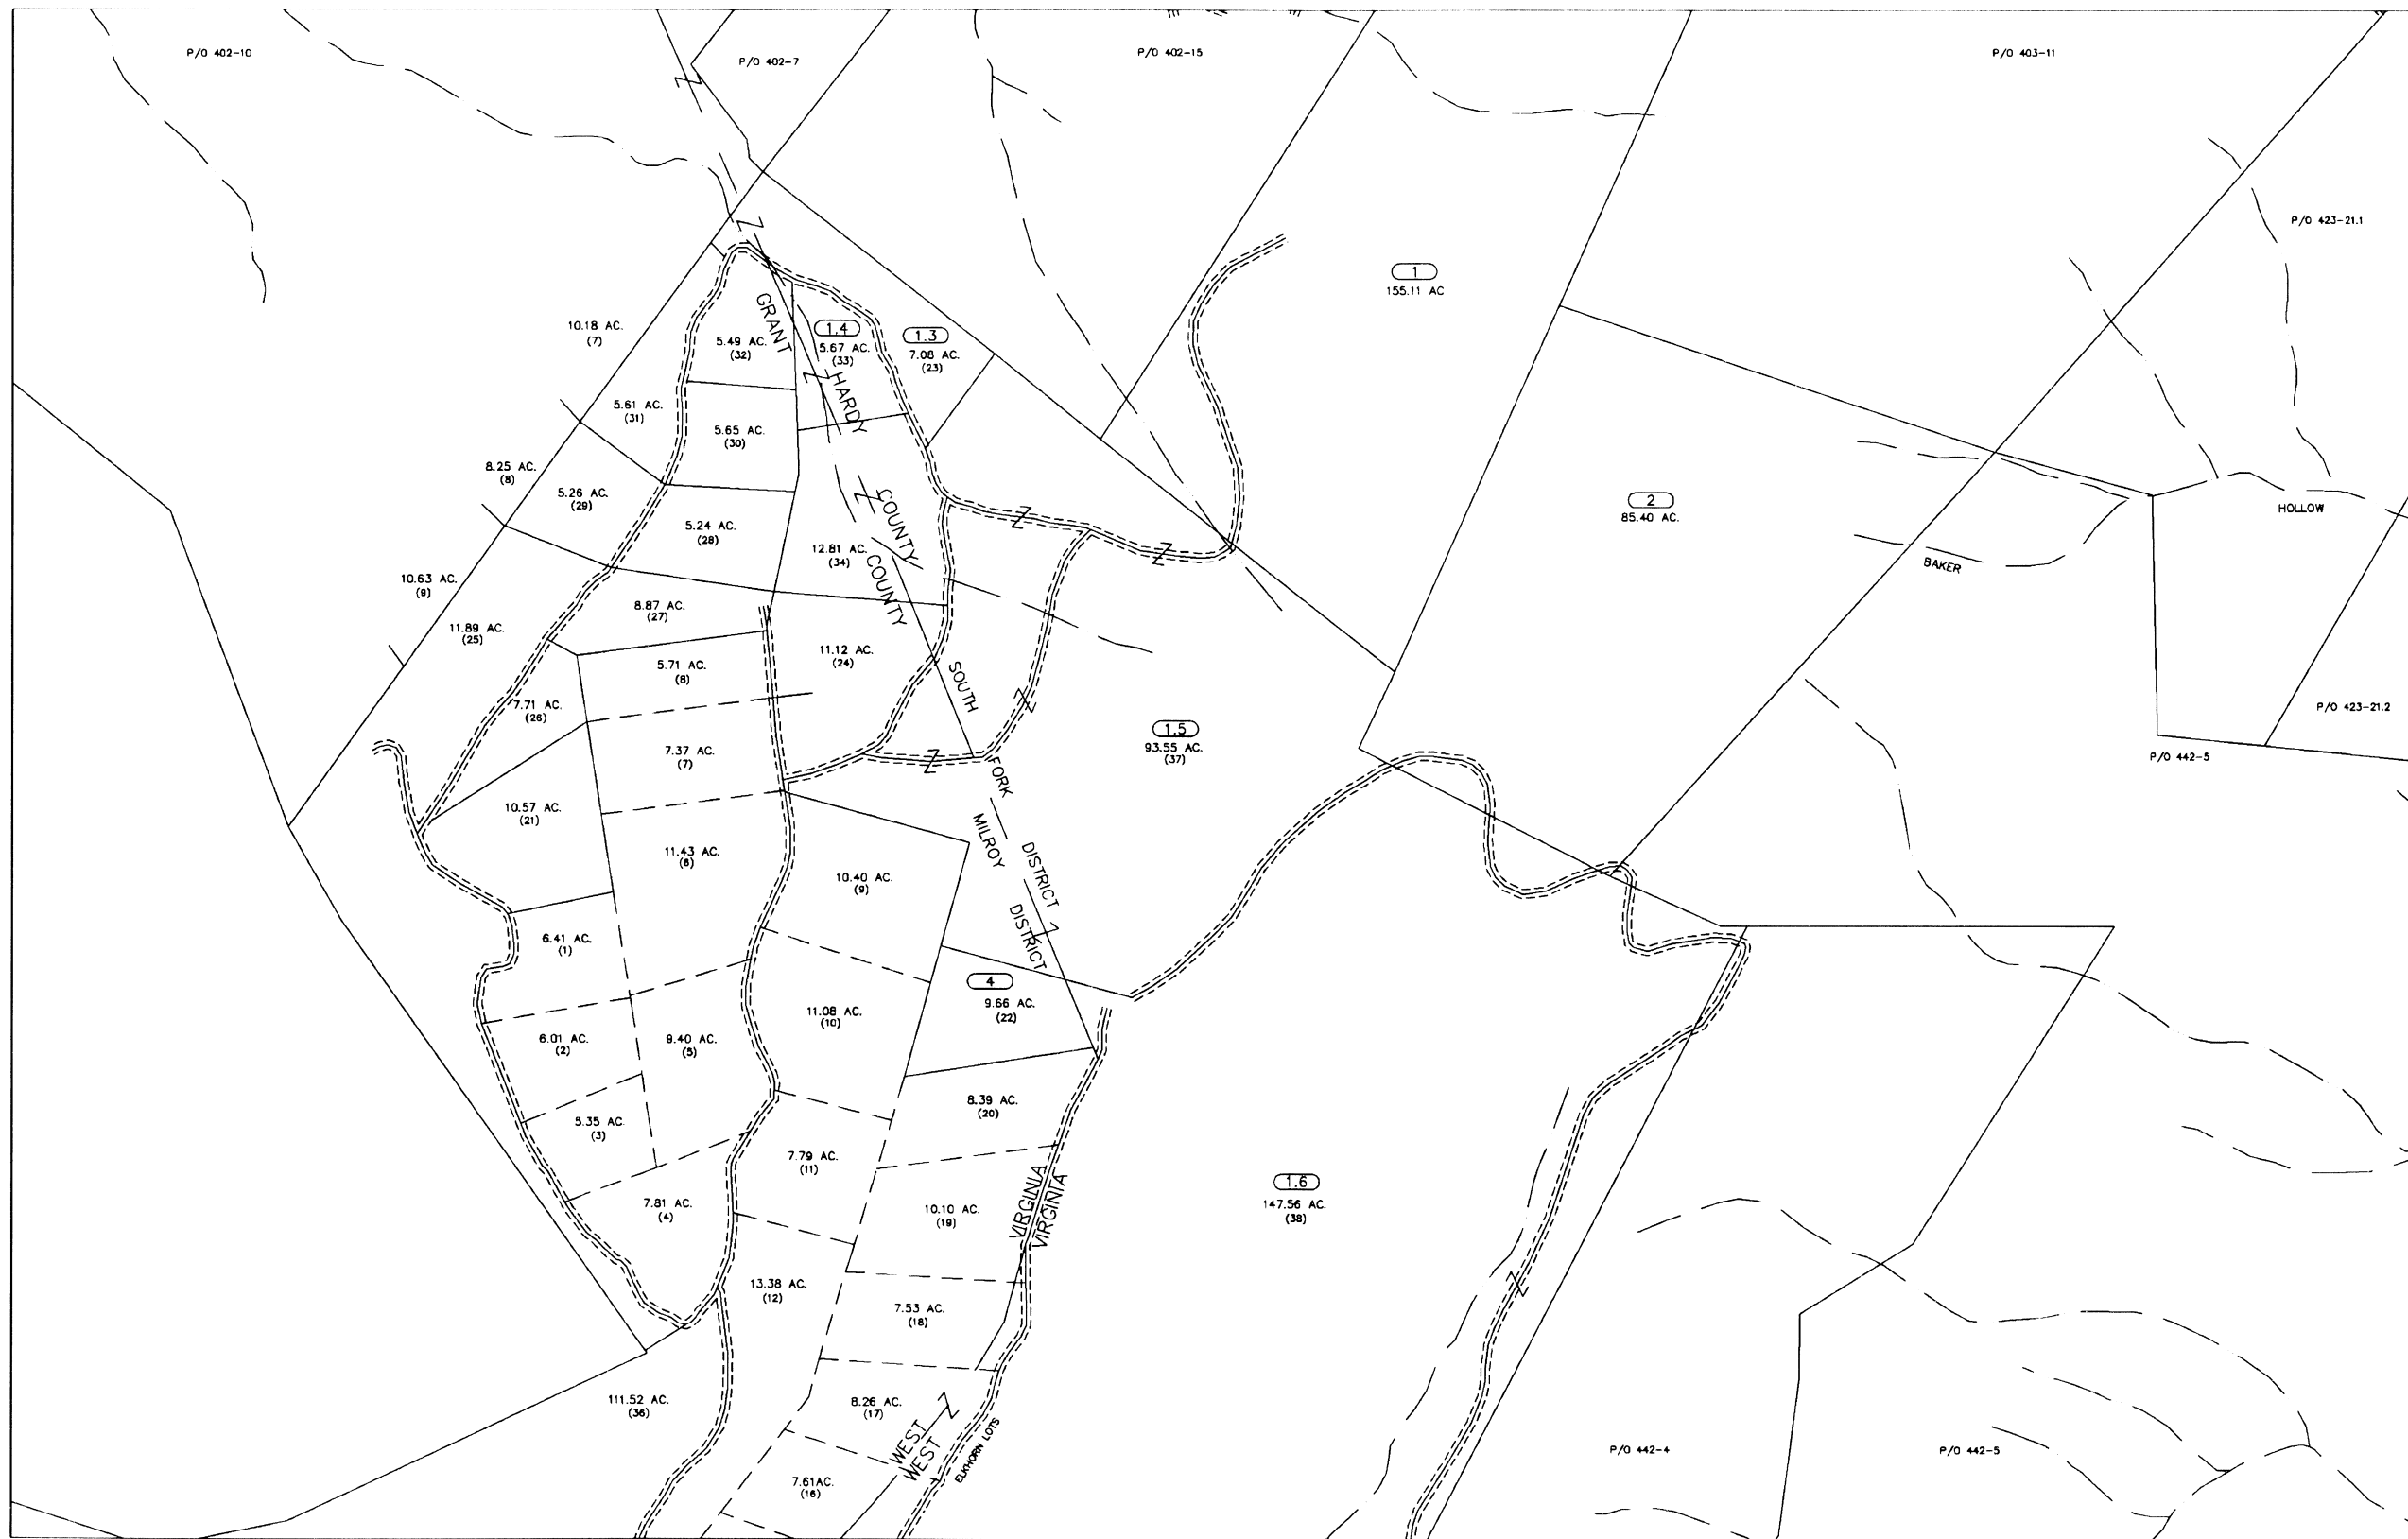 P/O 402-10
P/O 402-7
P/O 402-15
P/O 403-11
P/O 423-21.1
1
155.11 AC
10.18 AC.
(7)
5.49 AC.
(32)
GRANT
1.4
5.67 AC.
(33)
1.3
7.08 AC.
(23)
HARDY
5.61 AC.
(31)
5.65 AC.
(30)
8.25 AC.
(8)
5.26 AC.
(29)
5.24 AC.
(28)
COUNTY
12.81 AC.
(34)
COUNTY
2
85.40 AC.
HOLLOW
BAKER
10.63 AC.
(9)
11.89 AC.
(25)
8.87 AC.
(27)
5.71 AC.
(8)
11.12 AC.
(24)
SOUTH
7.71 AC.
(26)
7.37 AC.
(7)
1.5
93.55 AC.
(37)
P/O 423-21.2
P/O 442-5
FORK
10.57 AC.
(21)
11.43 AC.
(6)
MILROY
DISTRICT
10.40 AC.
(9)
DISTRICT
6.41 AC.
(1)
4
9.66 AC.
(22)
6.01 AC.
(2)
9.40 AC.
(5)
11.08 AC.
(10)
5.35 AC.
(3)
8.39 AC.
(20)
7.79 AC.
(11)
7.81 AC.
(4)
10.10 AC.
(19)
VIRGINIA
VIRGINIA
1.6
147.56 AC.
(38)
13.38 AC.
(12)
7.53 AC.
(18)
111.52 AC.
(36)
8.26 AC.
(17)
WEST
WEST
ELKHORN LOTS
7.61AC.
(16)
P/O 442-4
P/O 442-5